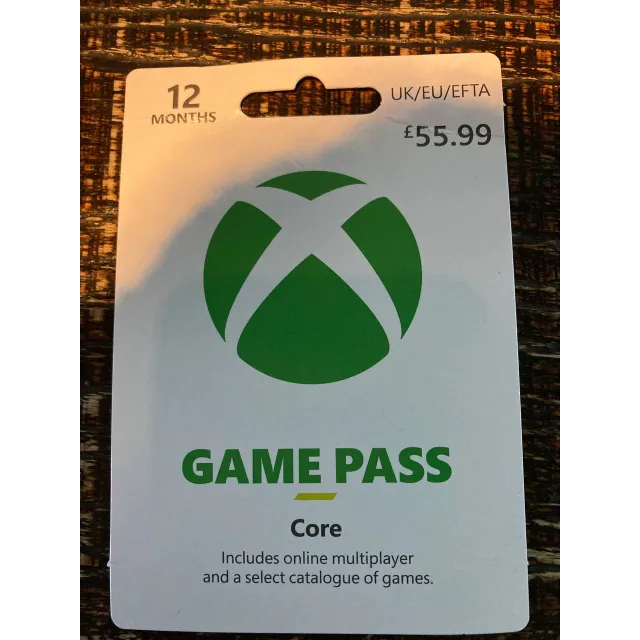 12
MONTHS
UK/EU/EFTA
£55.99
GAME PASS
Core
Includes online multiplayer
and a select catalogue of games.